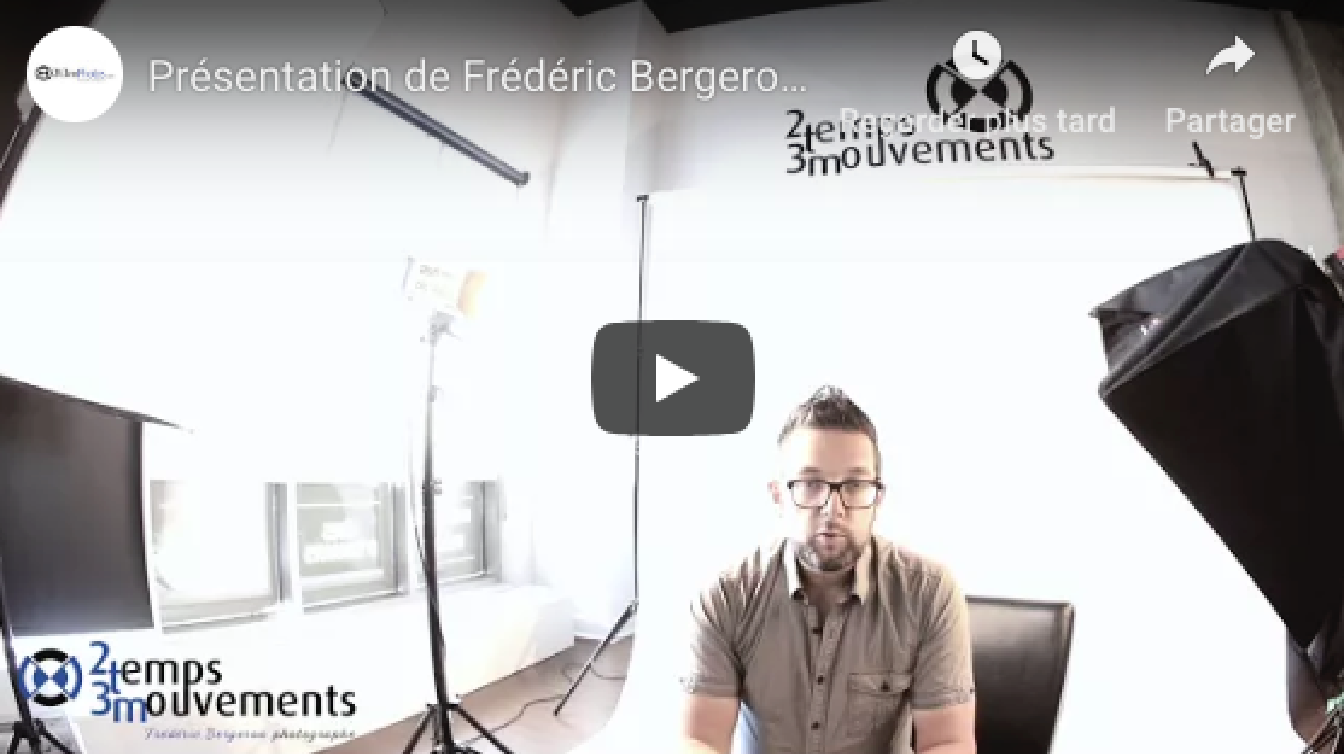 Présentation de Frédéric Bergero…
Regarder plus tard
Partager
2temps
3mouvements
2temps
3mouvements
Frédéric Bergeron photographe